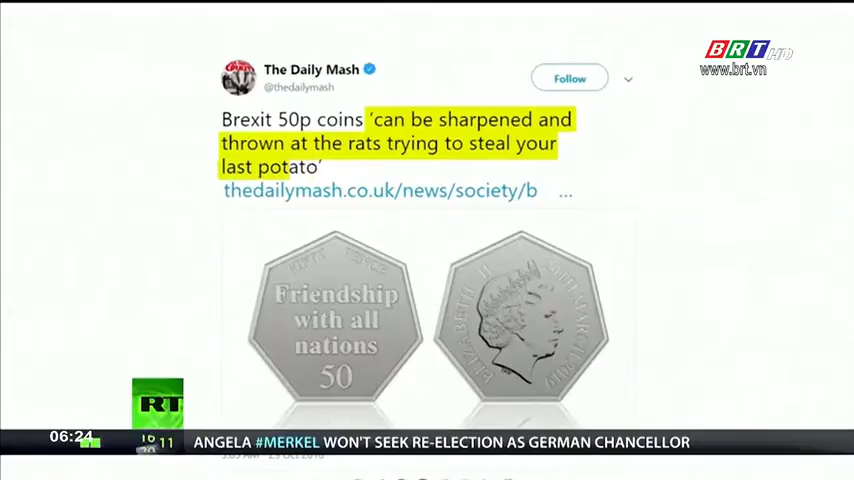 BRT HD
www.brt.vn
The Daily Mash
@thedailymash
Follow
Brexit 50p coins 'can be sharpened and
thrown at the rats trying to steal your
last potato'
thedailymash.co.uk/news/society/b ...
FIFTY PENCE
Friendship
with all
nations
50
ELIZABETH II
29TH MARCH 2019
RT
06:24
ANGELA #MERKEL WON'T SEEK RE-ELECTION AS GERMAN CHANCELLOR